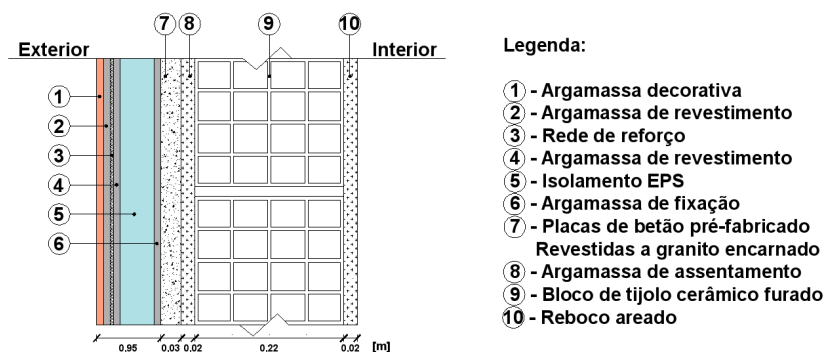 7 8 9 10
Exterior Interior
1
2
3
4
5
6
0.95 0.03 0.02 0.22 0.02 [m]
Legenda:
1 - Argamassa decorativa
2 - Argamassa de revestimento
3 - Rede de reforço
4 - Argamassa de revestimento
5 - Isolamento EPS
6 - Argamassa de fixação
7 - Placas de betão pré-fabricado
Revestidas a granito encarnado
8 - Argamassa de assentamento
9 - Bloco de tijolo cerâmico furado
10 - Reboco areado